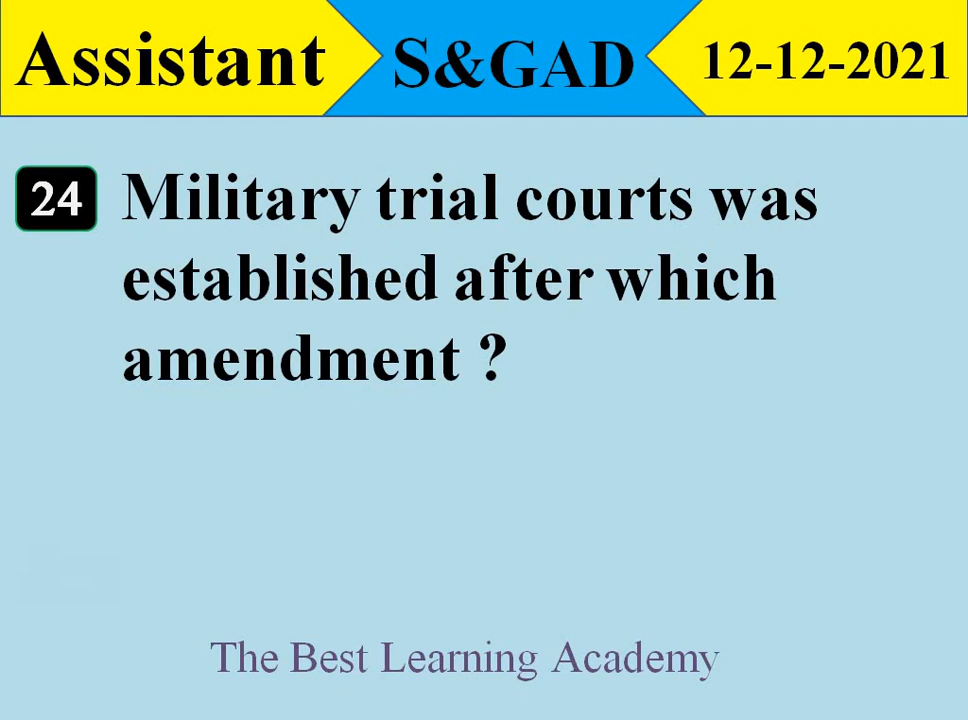 Assistant S&GAD 12-12-2021
24 Military trial courts was
established after which
amendment ?
The Best Learning Academy